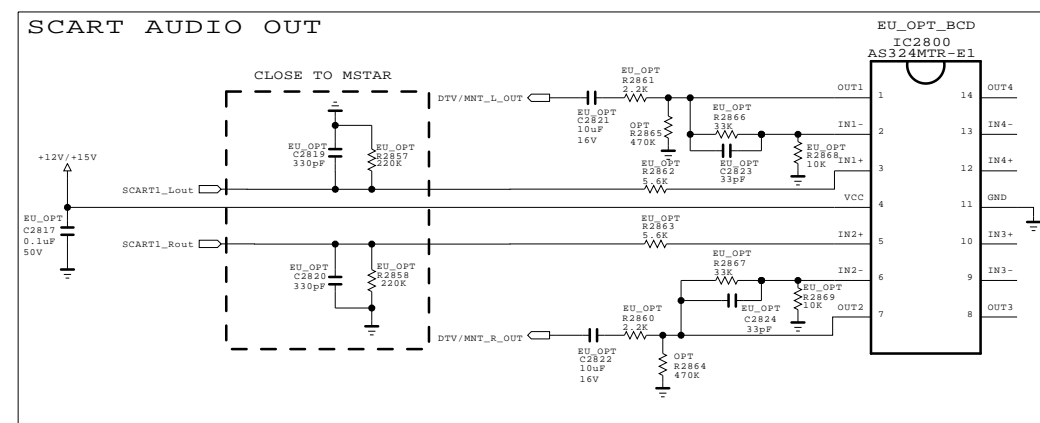 SCART AUDIO OUT
EU_OPT_BCD
IC2800
AS324MTR-E1
CLOSE TO MSTAR
DTV/MNT_L_OUT
EU_OPT
C2821
10uF
16V
EU_OPT
R2861
2.2K
OPT
R2865
470K
EU_OPT
R2866
33K
EU_OPT
C2823
33pF
EU_OPT
R2868
10K
EU_OPT
R2862
5.6K
OUT1
1
IN1-
2
IN1+
3
VCC
4
IN2+
5
IN2-
6
OUT2
7
14
OUT4
13
IN4-
12
IN4+
11
GND
10
IN3+
9
IN3-
8
OUT3
+12V/+15V
EU_OPT
C2817
0.1uF
50V
EU_OPT
C2819
330pF
EU_OPT
R2857
220K
SCART1_Lout
SCART1_Rout
EU_OPT
C2820
330pF
EU_OPT
R2858
220K
EU_OPT
R2863
5.6K
EU_OPT
R2867
33K
EU_OPT
C2824
33pF
EU_OPT
R2869
10K
DTV/MNT_R_OUT
EU_OPT
C2822
10uF
16V
EU_OPT
R2860
2.2K
OPT
R2864
470K